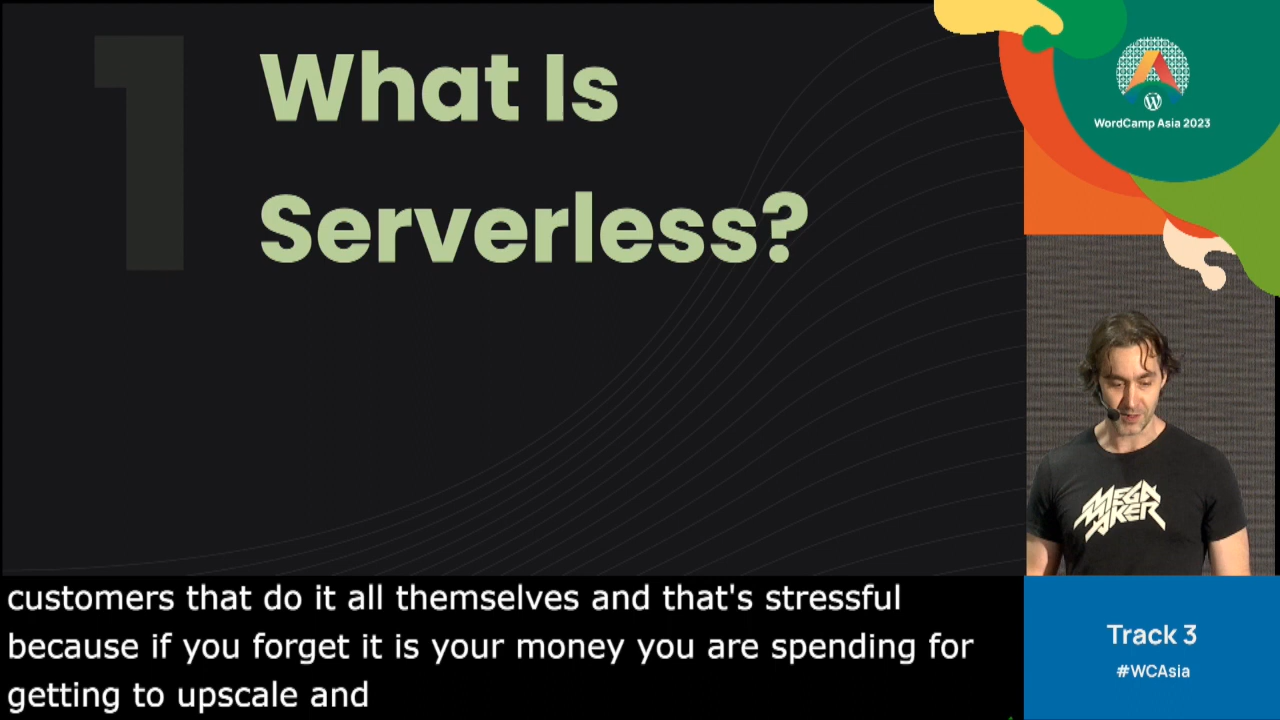 1
What Is
Serverless?
WordCamp Asia 2023
MEGA
MAKER
customers that do it all themselves and that's stressful
because if you forget it is your money you are spending for
getting to upscale and
Track 3
#WCAsia